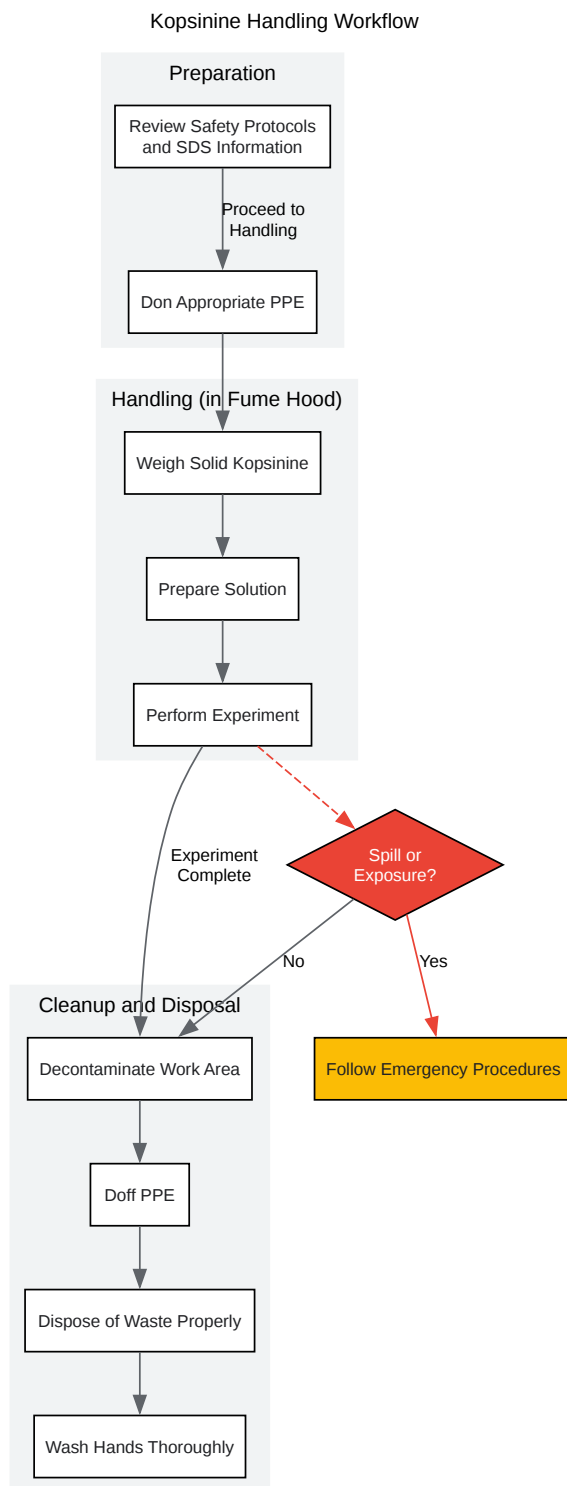 Kopsinine Handling Workflow
Preparation
Review Safety Protocols
and SDS Information
Proceed to
Handling
Don Appropriate PPE
Handling (in Fume Hood)
Weigh Solid Kopsinine
Prepare Solution
Perform Experiment
Experiment
Complete
Spill or
Exposure?
No
Yes
Cleanup and Disposal
Decontaminate Work Area
Follow Emergency Procedures
Doff PPE
Dispose of Waste Properly
Wash Hands Thoroughly